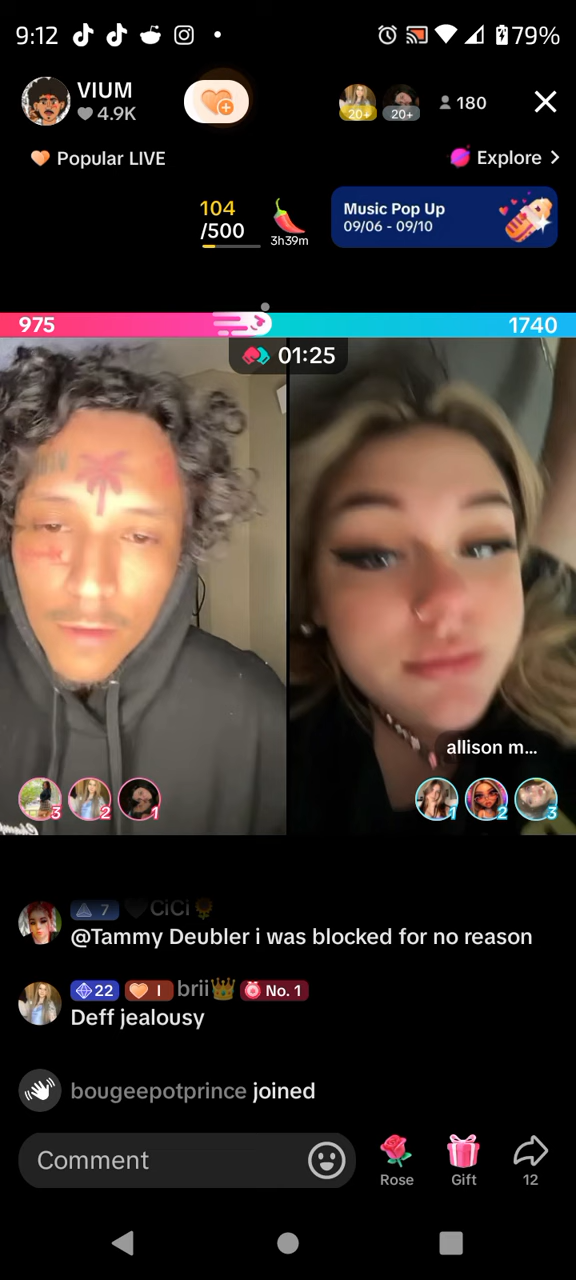 9:12
79%
VIUM
4.9K
20+
20+
180
Popular LIVE
Explore >
104
/500
3h39m
Music Pop Up
09/06 - 09/10
975
1740
01:25
allison m...
3
2
1
1
2
3
7 CiCi
@Tammy Deubler i was blocked for no reason
22 I brii No. 1
Deff jealousy
bougeepotprince joined
Comment
Rose
Gift
12